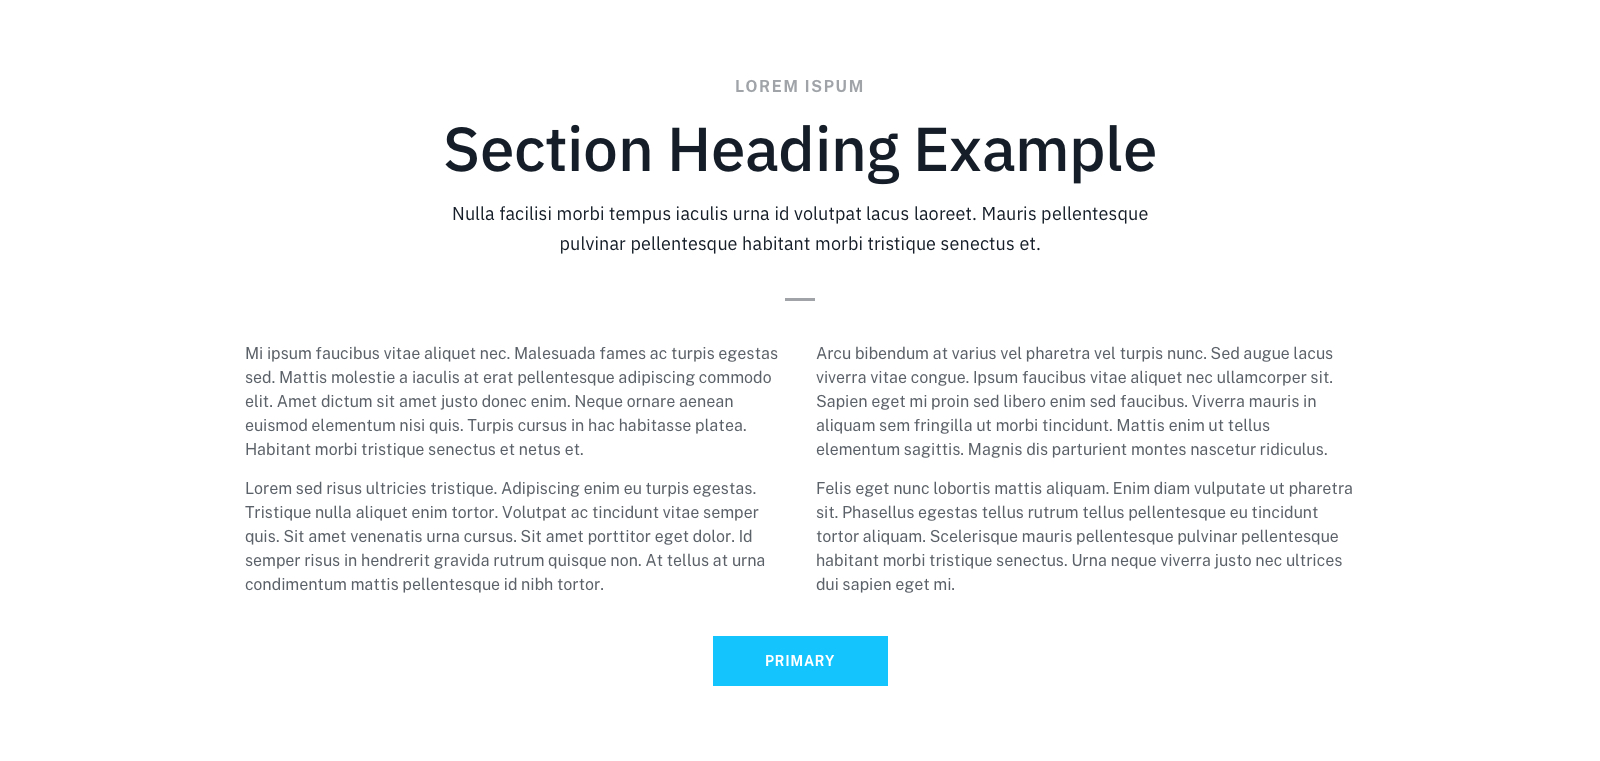 LOREM ISPUM
Section Heading Example
Nulla facilisi morbi tempus iaculis urna id volutpat lacus laoreet. Mauris pellentesque
pulvinar pellentesque habitant morbi tristique senectus et.
Mi ipsum faucibus vitae aliquet nec. Malesuada fames ac turpis egestas
sed. Mattis molestie a iaculis at erat pellentesque adipiscing commodo
elit. Amet dictum sit amet justo donec enim. Neque ornare aenean
euismod elementum nisi quis. Turpis cursus in hac habitasse platea.
Habitant morbi tristique senectus et netus et.
Lorem sed risus ultricies tristique. Adipiscing enim eu turpis egestas.
Tristique nulla aliquet enim tortor. Volutpat ac tincidunt vitae semper
quis. Sit amet venenatis urna cursus. Sit amet porttitor eget dolor. Id
semper risus in hendrerit gravida rutrum quisque non. At tellus at urna
condimentum mattis pellentesque id nibh tortor.
Arcu bibendum at varius vel pharetra vel turpis nunc. Sed augue lacus
viverra vitae congue. Ipsum faucibus vitae aliquet nec ullamcorper sit.
Sapien eget mi proin sed libero enim sed faucibus. Viverra mauris in
aliquam sem fringilla ut morbi tincidunt. Mattis enim ut tellus
elementum sagittis. Magnis dis parturient montes nascetur ridiculus.
Felis eget nunc lobortis mattis aliquam. Enim diam vulputate ut pharetra
sit. Phasellus egestas tellus rutrum tellus pellentesque eu tincidunt
tortor aliquam. Scelerisque mauris pellentesque pulvinar pellentesque
habitant morbi tristique senectus. Urna neque viverra justo nec ultrices
dui sapien eget mi.
PRIMARY